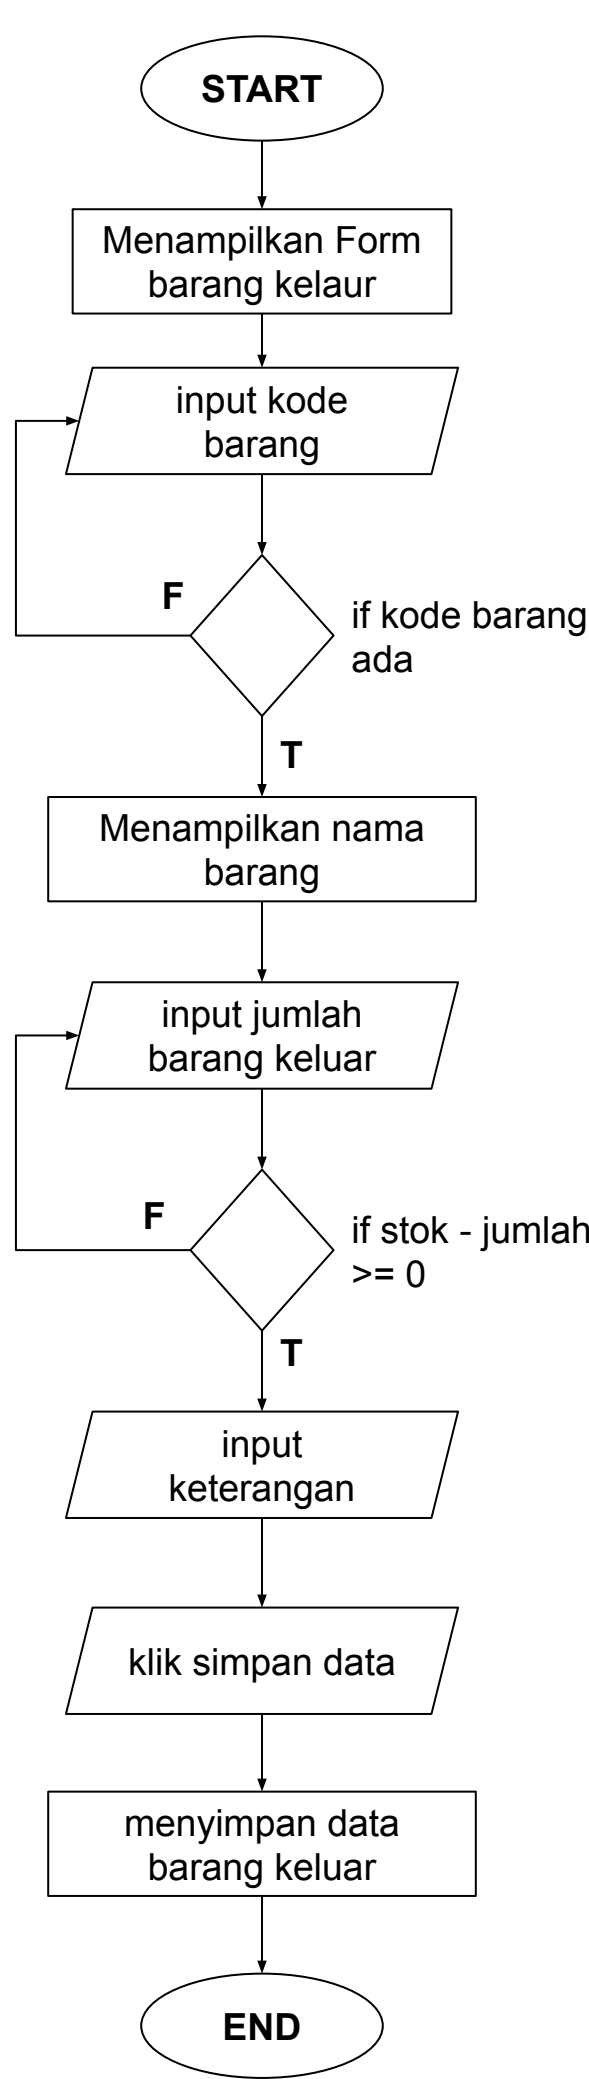 START
Menampilkan Form
barang kelaur
input kode
barang
F
if kode barang
ada
T
Menampilkan nama
barang
input jumlah
barang keluar
F
if stok - jumlah
>= 0
T
input
keterangan
klik simpan data
menyimpan data
barang keluar
END